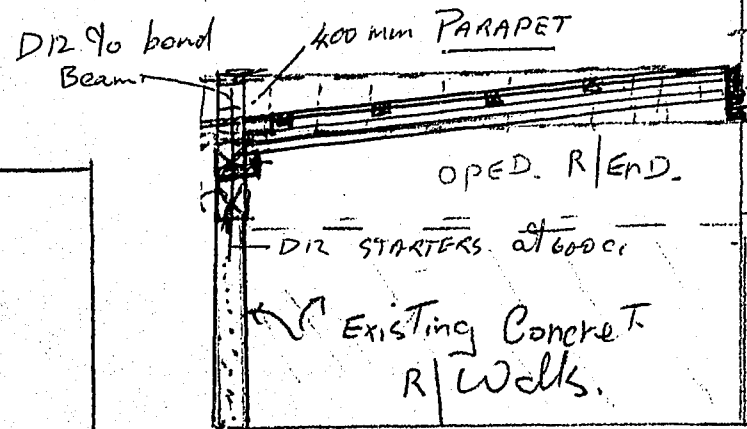 D12 % bond
Beam
400 mm PARAPET
OPED. R/END.
D12 STARTERS. at 600 c.
Existing Concret.
R/Walls.